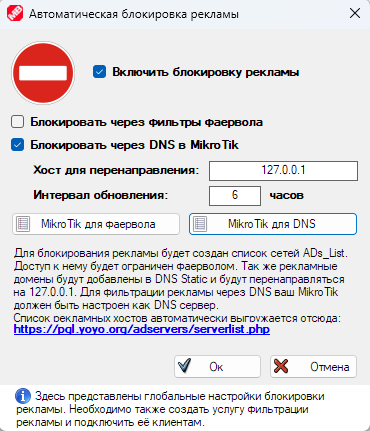 Автоматическая блокировка рекламы
Включить блокировку рекламы
Блокировать через фильтры фаервола
Блокировать через DNS в MikroTik
Хост для перенаправления: 127.0.0.1
Интервал обновления: 6 часов
MikroTik для фаервола MikroTik для DNS
Для блокирования рекламы будет создан список сетей ADs_List.
Доступ к нему будет ограничен фаерволом. Так же рекламные
домены будут добавлены в DNS Static и будут перенаправляться
на 127.0.0.1. Для фильтрации рекламы через DNS ваш MikroTik
должен быть настроен как DNS сервер.
Список рекламных хостов автоматически выгружается отсюда:
https://pgl.yoyo.org/adservers/serverlist.php
Ок Отмена
Здесь представлены глобальные настройки блокировки
рекламы. Необходимо также создать услугу фильтрации
рекламы и подключить её клиентам.